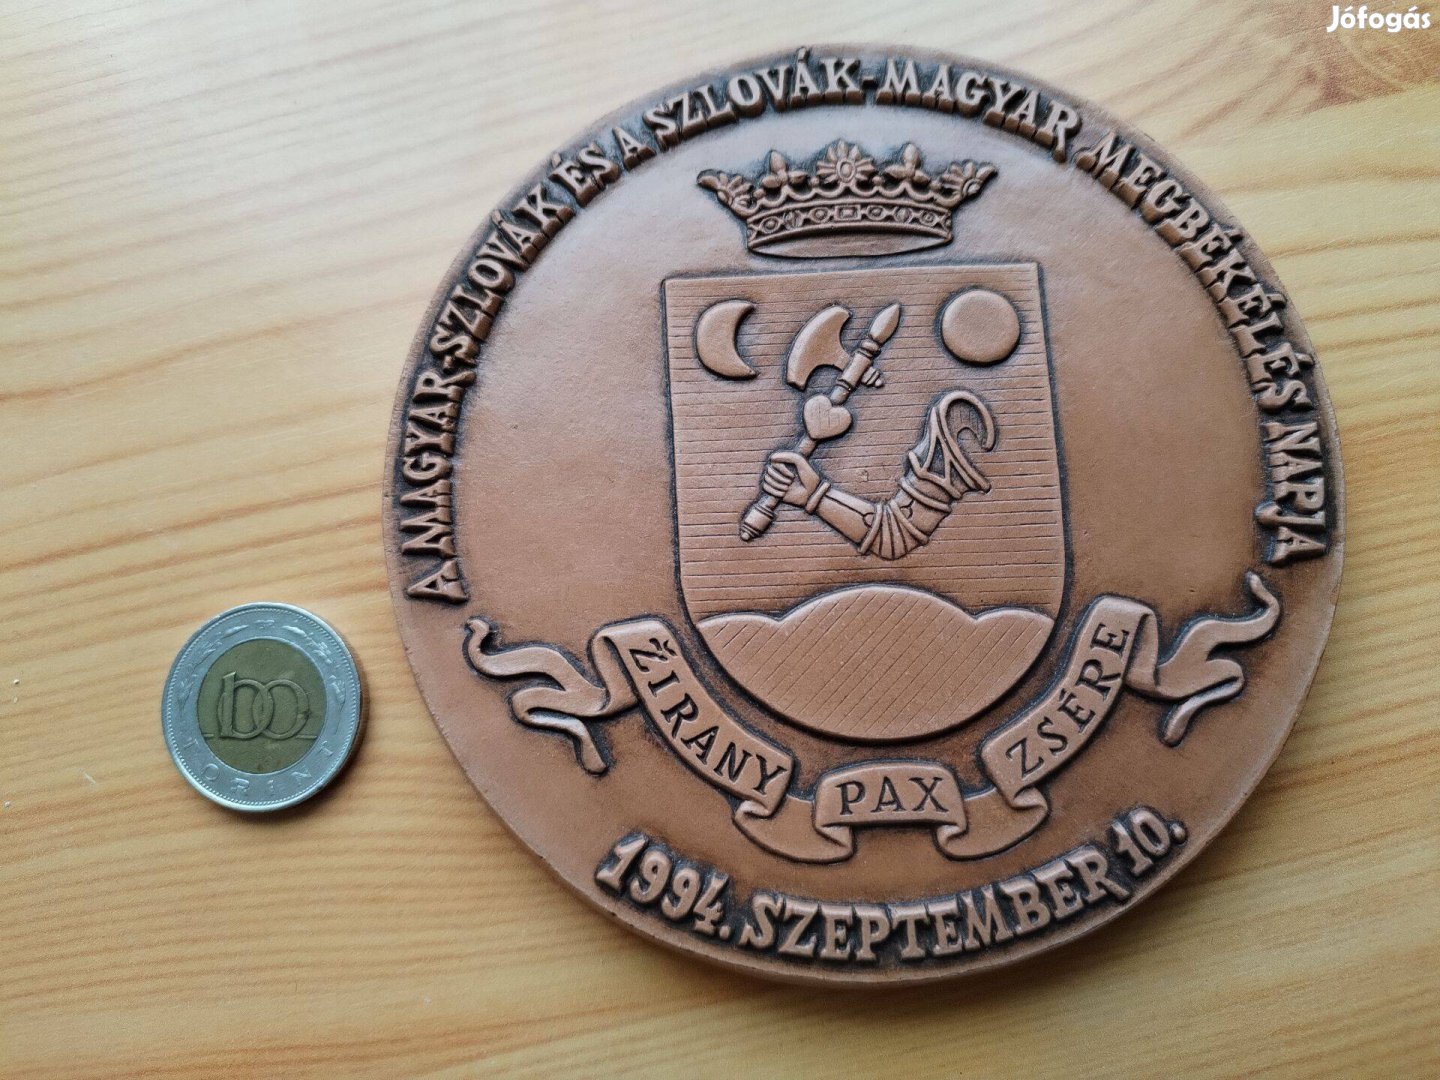 Jófogás
A MAGYAR-SZLOVÁK ÉS A SZLOVÁK-MAGYAR MEGBÉKÉLÉS NAPJA
ŽIRANY PAX ZSÉRE
1994. SZEPTEMBER 10.
100
FORINT